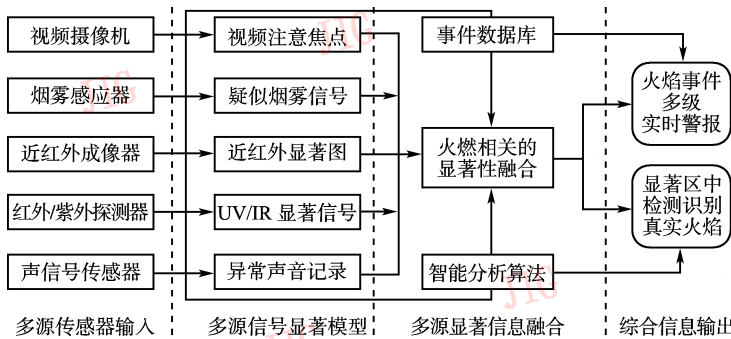 视频摄像机
视频注意焦点
事件数据库
烟雾感应器
疑似烟雾信号
火焰事件
多级
实时警报
近红外成像器
近红外显著图
火燃相关的
显著性融合
红外/紫外探测器
UV/IR 显著信号
显著区中
检测识别
真实火焰
声信号传感器
异常声音记录
智能分析算法
多源传感器输入
多源信号显著模型
多源显著信息融合
综合信息输出
JIG
JIG
JIG